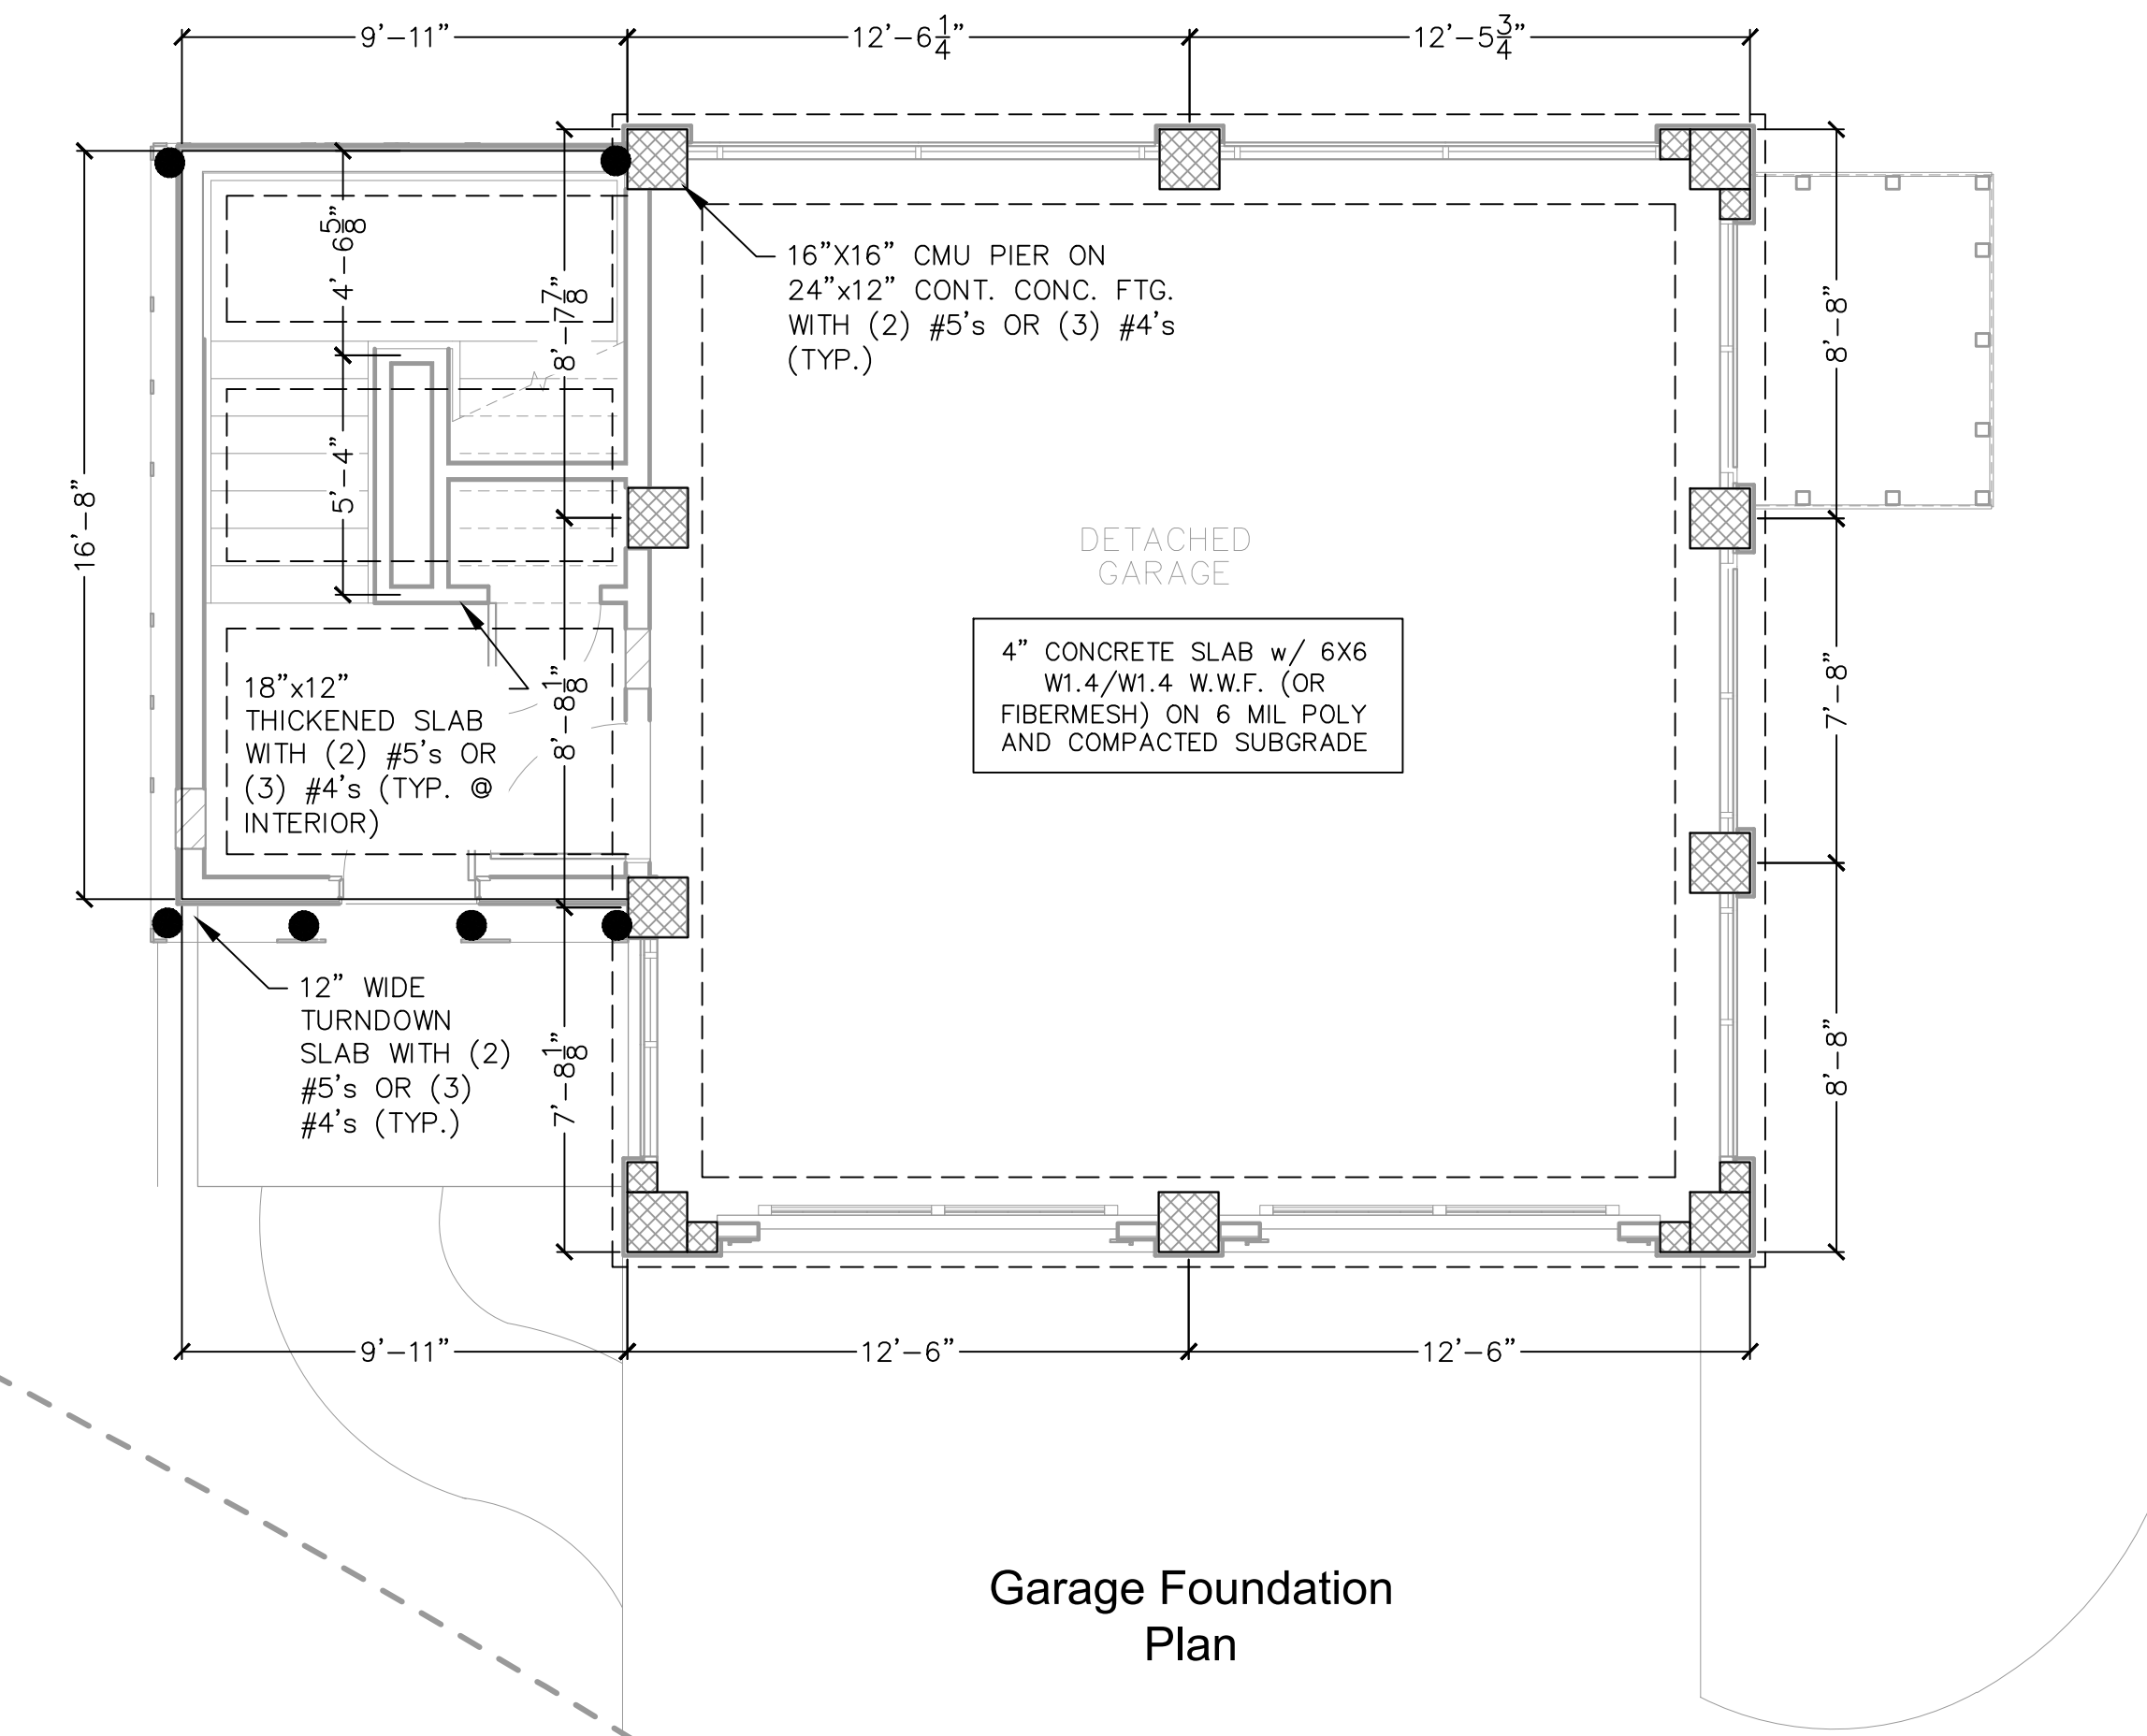 9'-11"
12'-6 1/4"
12'-5 3/4"
16'-8"
4'-6 5/8"
5'-4"
8'-7 7/8"
8'-8 1/8"
7'-8 1/8"
8'-8"
7'-8"
8'-8"
16"X16" CMU PIER ON
24"x12" CONT. CONC. FTG.
WITH (2) #5's OR (3) #4's
(TYP.)
DETACHED
GARAGE
4" CONCRETE SLAB w/ 6X6
W1.4/W1.4 W.W.F. (OR
FIBERMESH) ON 6 MIL POLY
AND COMPACTED SUBGRADE
18"x12"
THICKENED SLAB
WITH (2) #5's OR
(3) #4's (TYP. @
INTERIOR)
12" WIDE
TURNDOWN
SLAB WITH (2)
#5's OR (3)
#4's (TYP.)
9'-11"
12'-6"
12'-6"
Garage Foundation
Plan